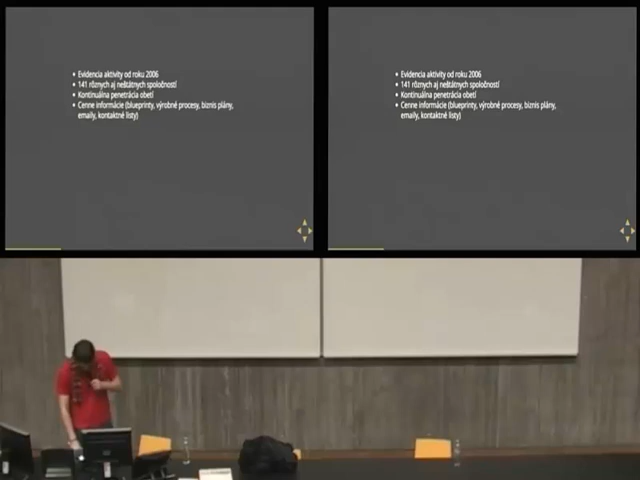 • Evidencia aktivity od roku 2006
• 141 rôznych aj neštátnych spoločností
• Kontinuálna penetrácia obetí
• Cenne informácie (blueprinty, výrobné procesy, biznis plány,
emaily, kontaktné listy)
• Evidencia aktivity od roku 2006
• 141 rôznych aj neštátnych spoločností
• Kontinuálna penetrácia obetí
• Cenne informácie (blueprinty, výrobné procesy, biznis plány,
emaily, kontaktné listy)